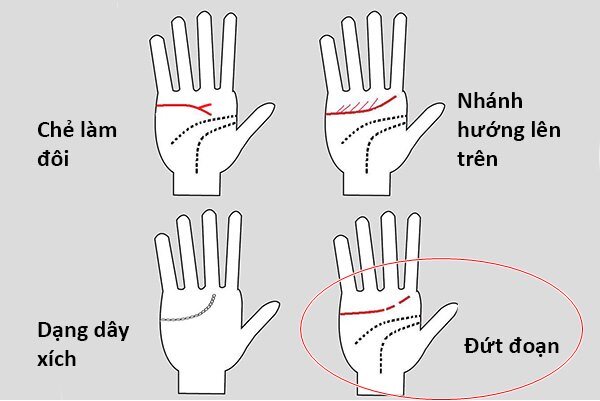 Chẻ làm
đôi
Nhánh
hướng lên
trên
Dạng dây
xích
Đứt đoạn